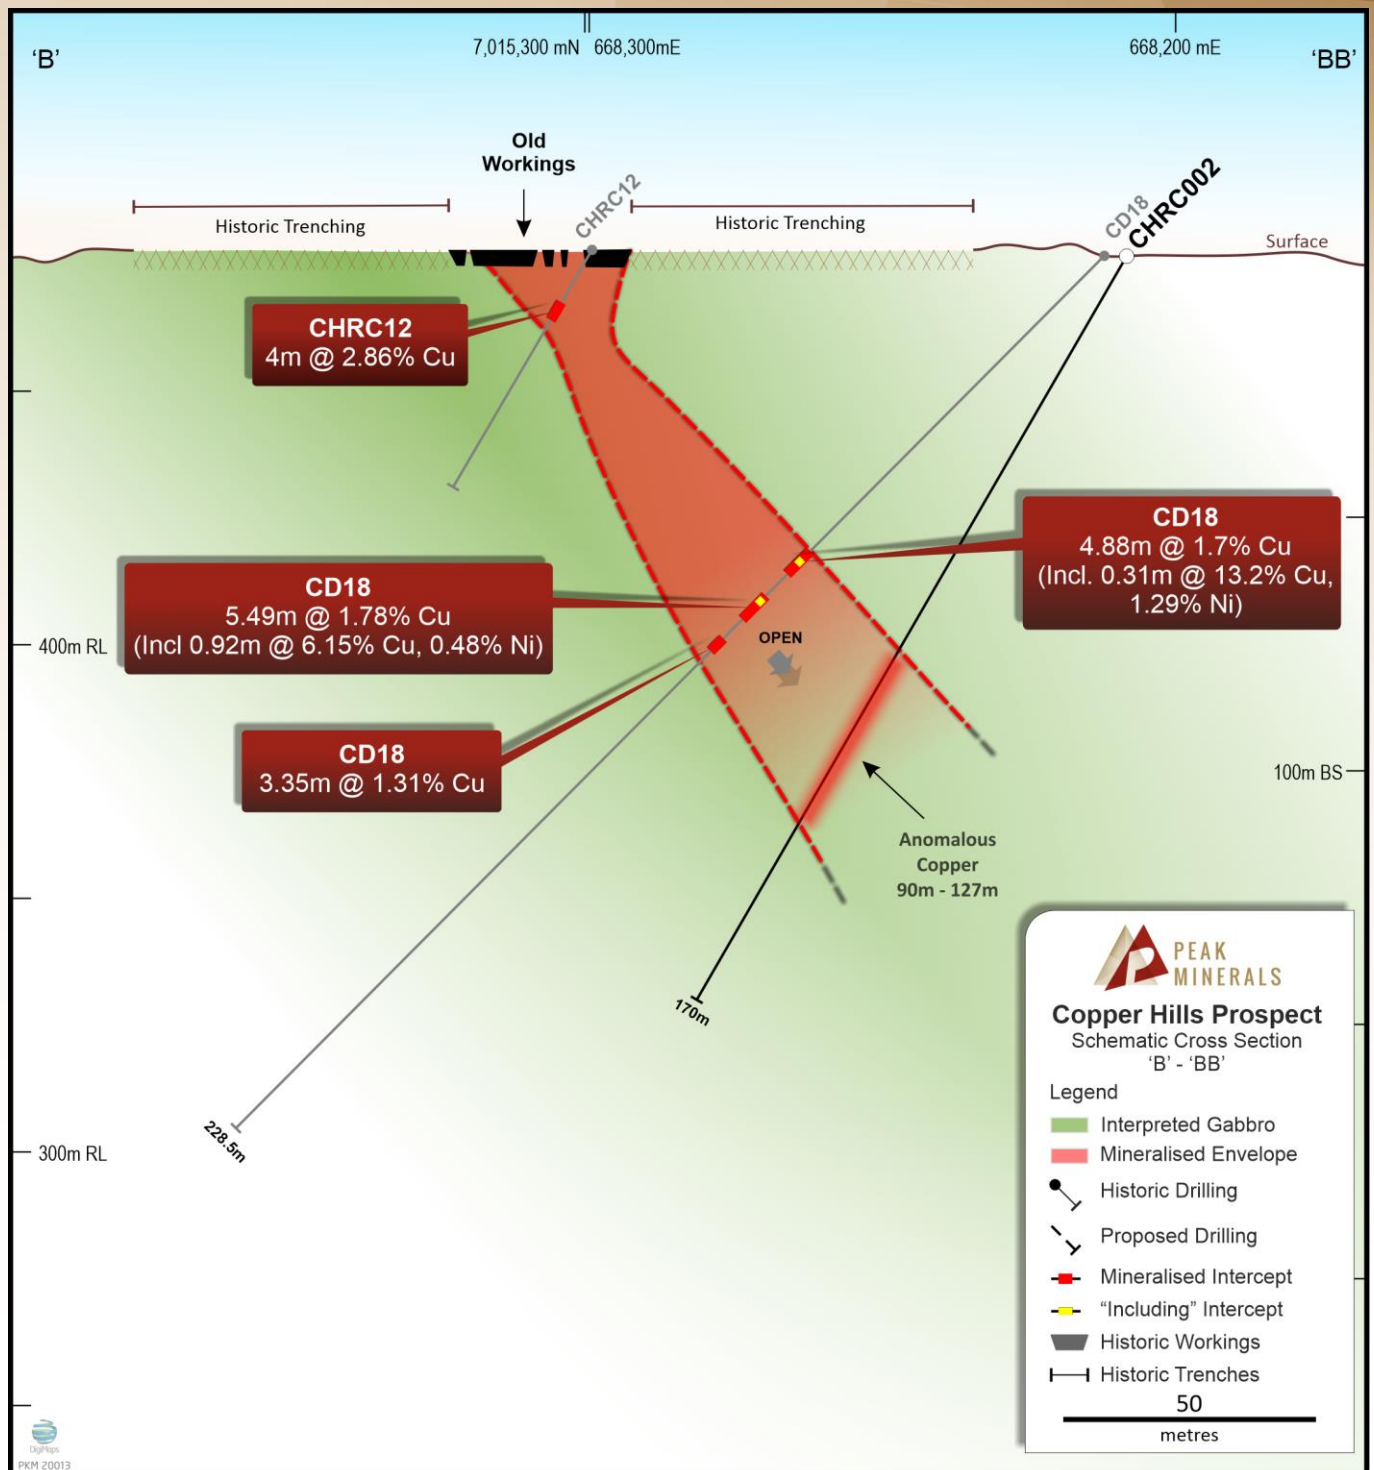 'B'
7,015,300 mN
668,300mE
668,200 mE
'BB'
Old
Workings
CHRC12
CD18
CHRC002
Historic Trenching
Historic Trenching
Surface
CHRC12
4m @ 2.86% Cu
CD18
4.88m @ 1.7% Cu
(Incl. 0.31m @ 13.2% Cu,
1.29% Ni)
CD18
5.49m @ 1.78% Cu
(Incl 0.92m @ 6.15% Cu, 0.48% Ni)
OPEN
400m RL
CD18
3.35m @ 1.31% Cu
100m BS
Anomalous
Copper
90m - 127m
170m
228.5m
300m RL
PEAK
MINERALS
Copper Hills Prospect
Schematic Cross Section
'B' - 'BB'
Legend
Interpreted Gabbro
Mineralised Envelope
Historic Drilling
Proposed Drilling
Mineralised Intercept
"Including" Intercept
Historic Workings
Historic Trenches
50
metres
DigiMaps
PKM 20013